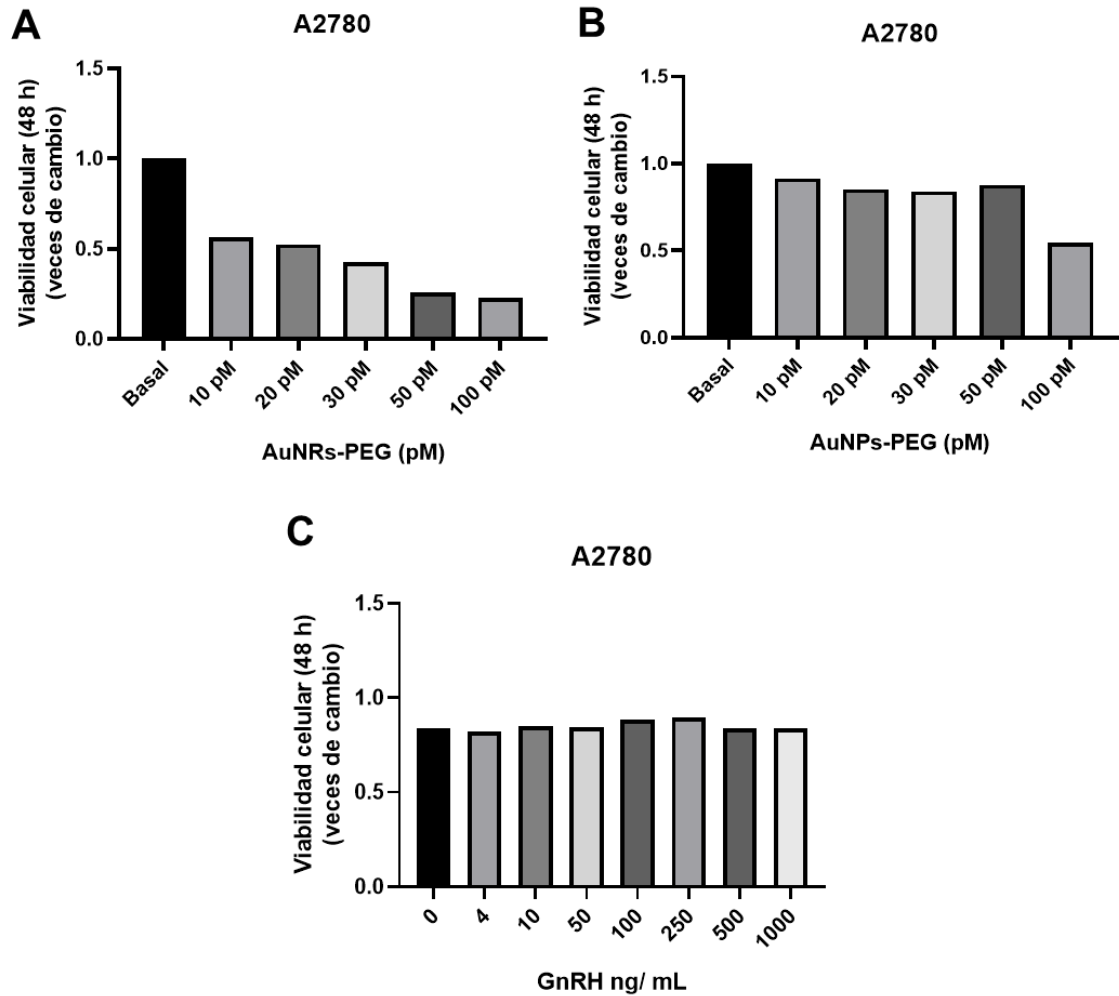 A
A2780
Viabilidad celular (48 h)
(veces de cambio)
1.5
1.0
0.5
0.0
Basal
10 pM
20 pM
30 pM
50 pM
100 pM
AuNRs-PEG (pM)
B
A2780
Viabilidad celular (48 h)
(veces de cambio)
1.5
1.0
0.5
0.0
Basal
10 pM
20 pM
30 pM
50 pM
100 pM
AuNPs-PEG (pM)
C
A2780
Viabilidad celular (48 h)
(veces de cambio)
1.5
1.0
0.5
0.0
0
4
10
50
100
250
500
1000
GnRH ng/ mL